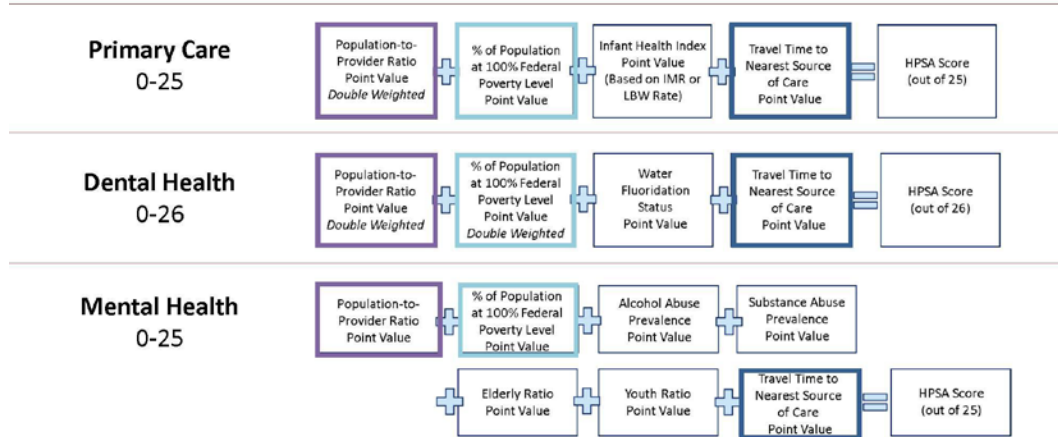 Primary Care
0-25
Population-to-
Provider Ratio
Point Value
Double Weighted
% of Population
at 100% Federal
Poverty Level
Point Value
Infant Health Index
Point Value
(Based on IMR or
LBW Rate)
Travel Time to
Nearest Source
of Care
Point Value
HPSA Score
(out of 25)
Dental Health
0-26
Population-to-
Provider Ratio
Point Value
Double Weighted
% of Population
at 100% Federal
Poverty Level
Point Value
Double Weighted
Water
Fluoridation
Status
Point Value
Travel Time to
Nearest Source
of Care
Point Value
HPSA Score
(out of 26)
Mental Health
0-25
Population-to-
Provider Ratio
Point Value
% of Population
at 100% Federal
Poverty Level
Point Value
Alcohol Abuse
Prevalence
Point Value
Substance Abuse
Prevalence
Point Value
Elderly Ratio
Point Value
Youth Ratio
Point Value
Travel Time to
Nearest Source
of Care
Point Value
HPSA Score
(out of 25)